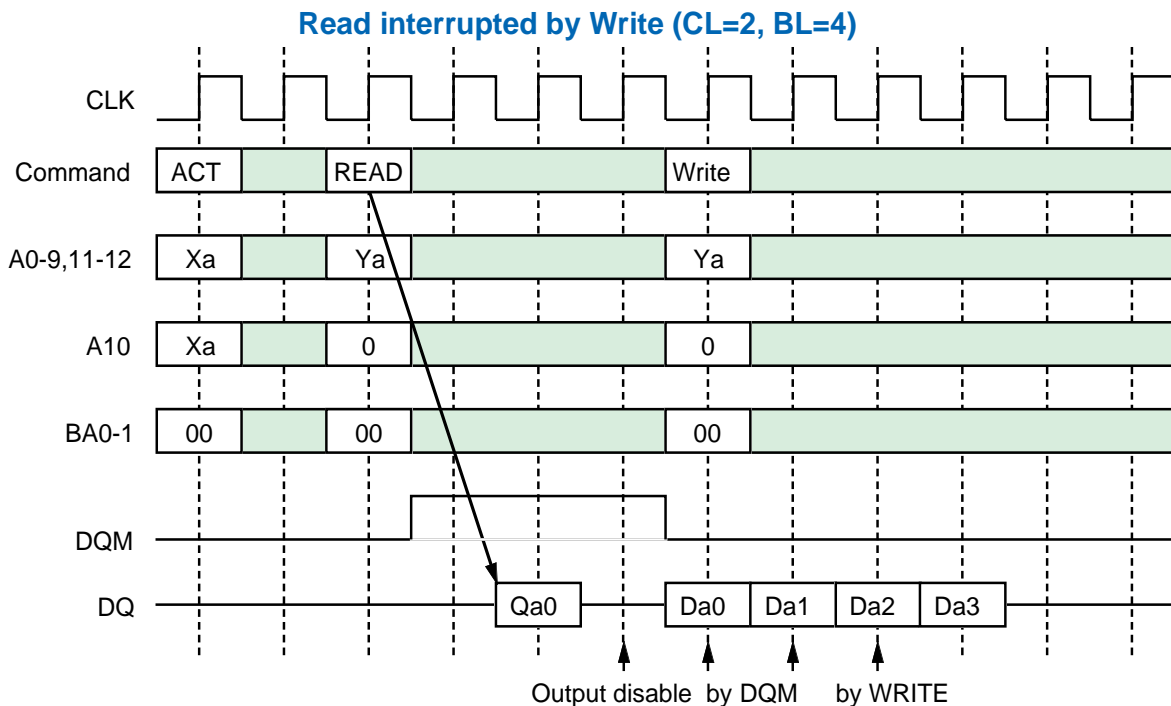 Read interrupted by Write (CL=2, BL=4)
CLK
Command ACT READ Write
A0-9,11-12 Xa Ya Ya
A10 Xa 0 0
BA0-1 00 00 00
DQM
DQ Qa0 Da0 Da1 Da2 Da3
Output disable by DQM by WRITE